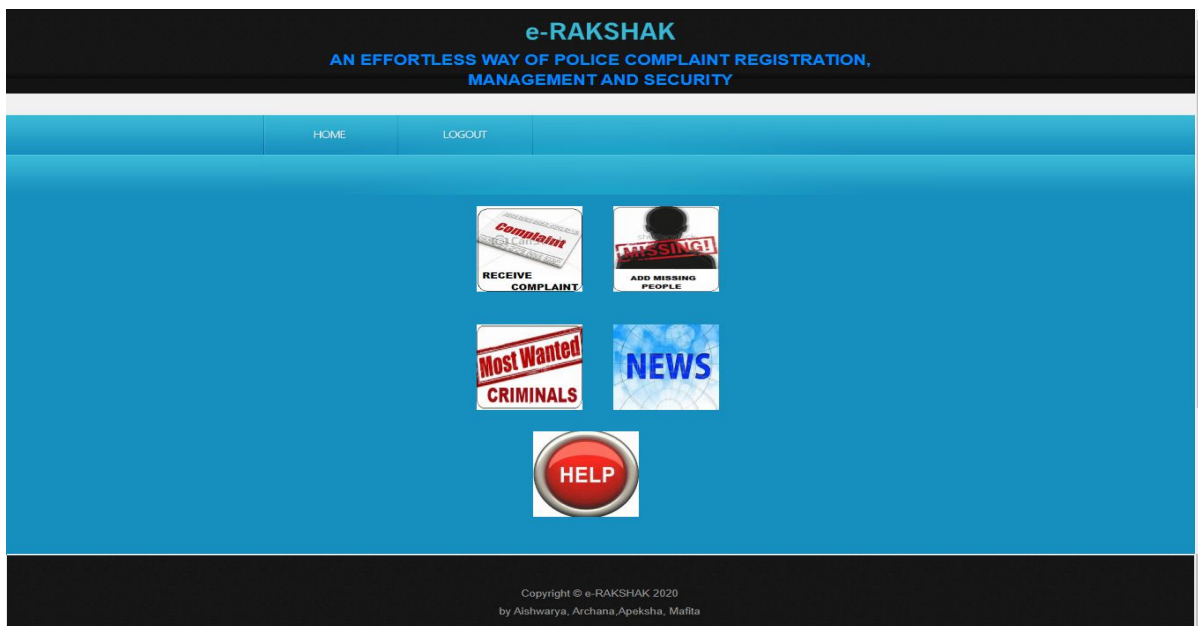 e-RAKSHAK
AN EFFORTLESS WAY OF POLICE COMPLAINT REGISTRATION,
MANAGEMENT AND SECURITY
HOME
LOGOUT
Complaint
RECEIVE
COMPLAINT
MISSING!
ADD MISSING
PEOPLE
Most Wanted
CRIMINALS
NEWS
HELP
Copyright © e-RAKSHAK 2020
by Aishwarya, Archana,Apeksha, Mafita